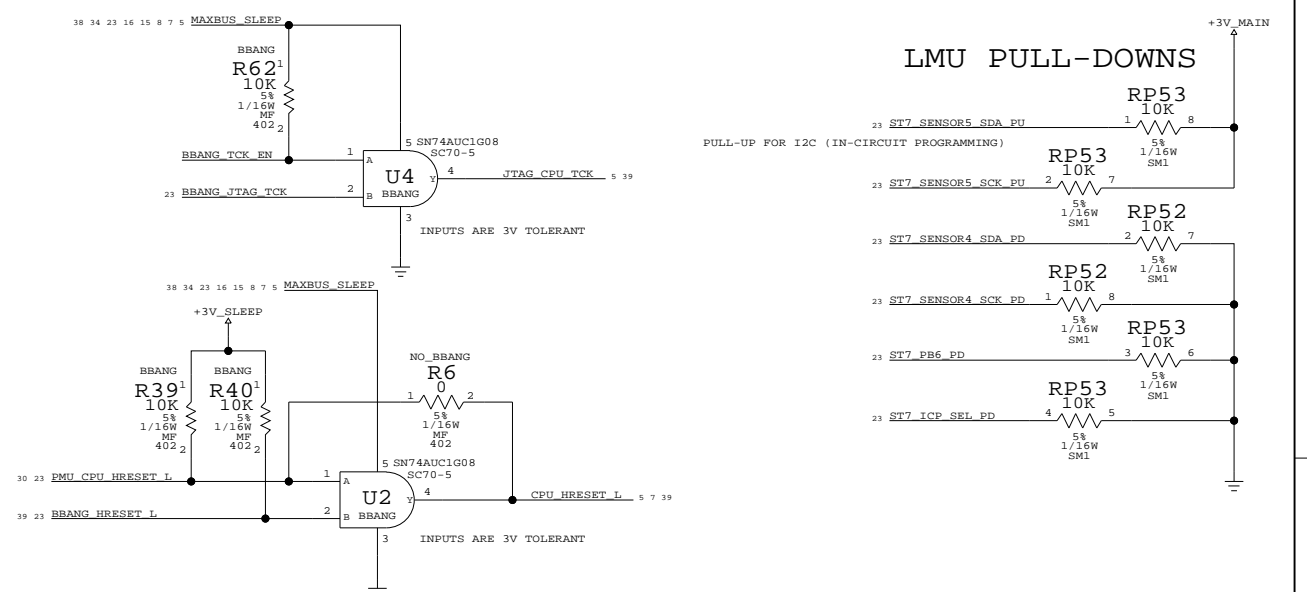 38 34 23 16 15 8 7 5 MAXBUS_SLEEP
BBANG
R62 1
10K
5%
1/16W
MF
402 2
BBANG_TCK_EN
23 BBANG_JTAG_TCK
1 A
2 B
5 SN74AUC1G08
SC70-5
U4
BBANG
Y 4
JTAG_CPU_TCK 5 39
3
INPUTS ARE 3V TOLERANT
38 34 23 16 15 8 7 5 MAXBUS_SLEEP
+3V_SLEEP
BBANG
R39 1
10K
5%
1/16W
MF
402 2
BBANG
R40 1
10K
5%
1/16W
MF
402 2
NO_BBANG
R6
0
1 2
5%
1/16W
MF
402
30 23 PMU_CPU_HRESET_L
39 23 BBANG_HRESET_L
1 A
2 B
5 SN74AUC1G08
SC70-5
U2
BBANG
Y 4
CPU_HRESET_L 5 7 39
3
INPUTS ARE 3V TOLERANT
+3V_MAIN
LMU PULL-DOWNS
RP53
10K
23 ST7_SENSOR5_SDA_PU 1 8
5%
1/16W
SM1
PULL-UP FOR I2C (IN-CIRCUIT PROGRAMMING)
RP53
10K
23 ST7_SENSOR5_SCK_PU 2 7
5%
1/16W
SM1
RP52
10K
23 ST7_SENSOR4_SDA_PD 2 7
5%
1/16W
SM1
RP52
10K
23 ST7_SENSOR4_SCK_PD 1 8
5%
1/16W
SM1
RP53
10K
23 ST7_PB6_PD 3 6
5%
1/16W
SM1
RP53
10K
23 ST7_ICP_SEL_PD 4 5
5%
1/16W
SM1